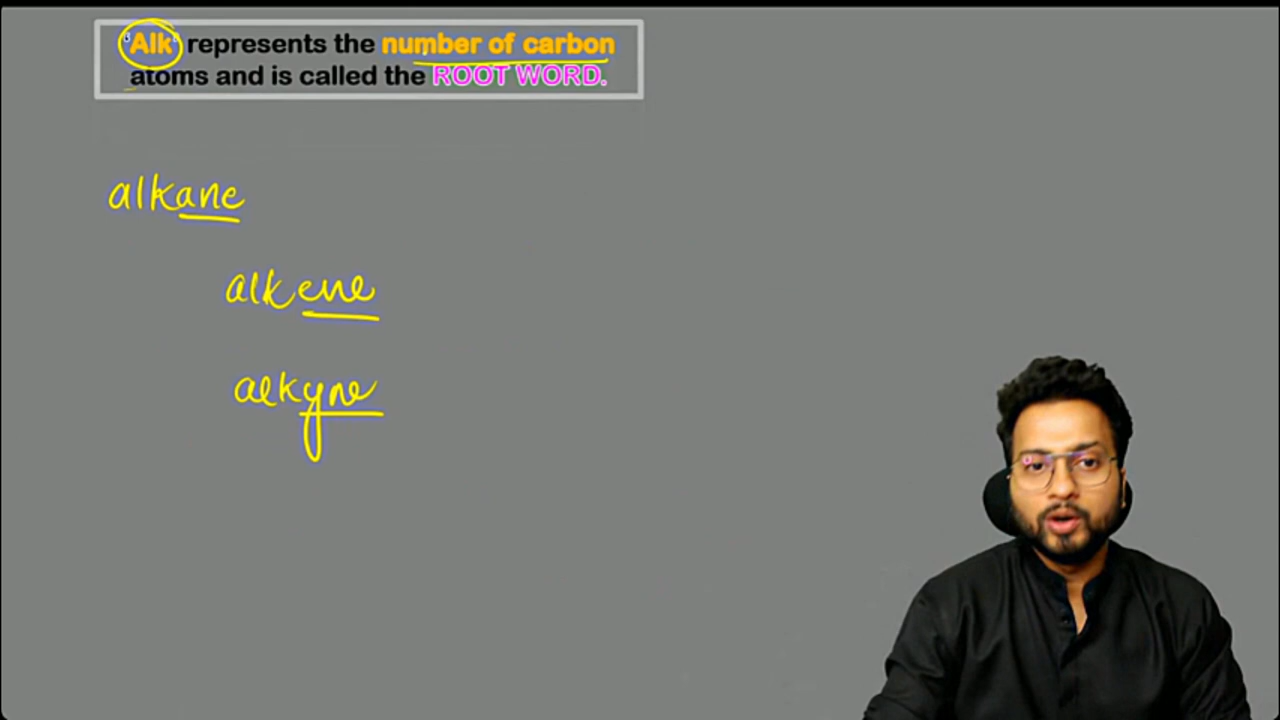 'Alk' represents the number of carbon
atoms and is called the ROOT WORD.
alkane
alkene
alkyne